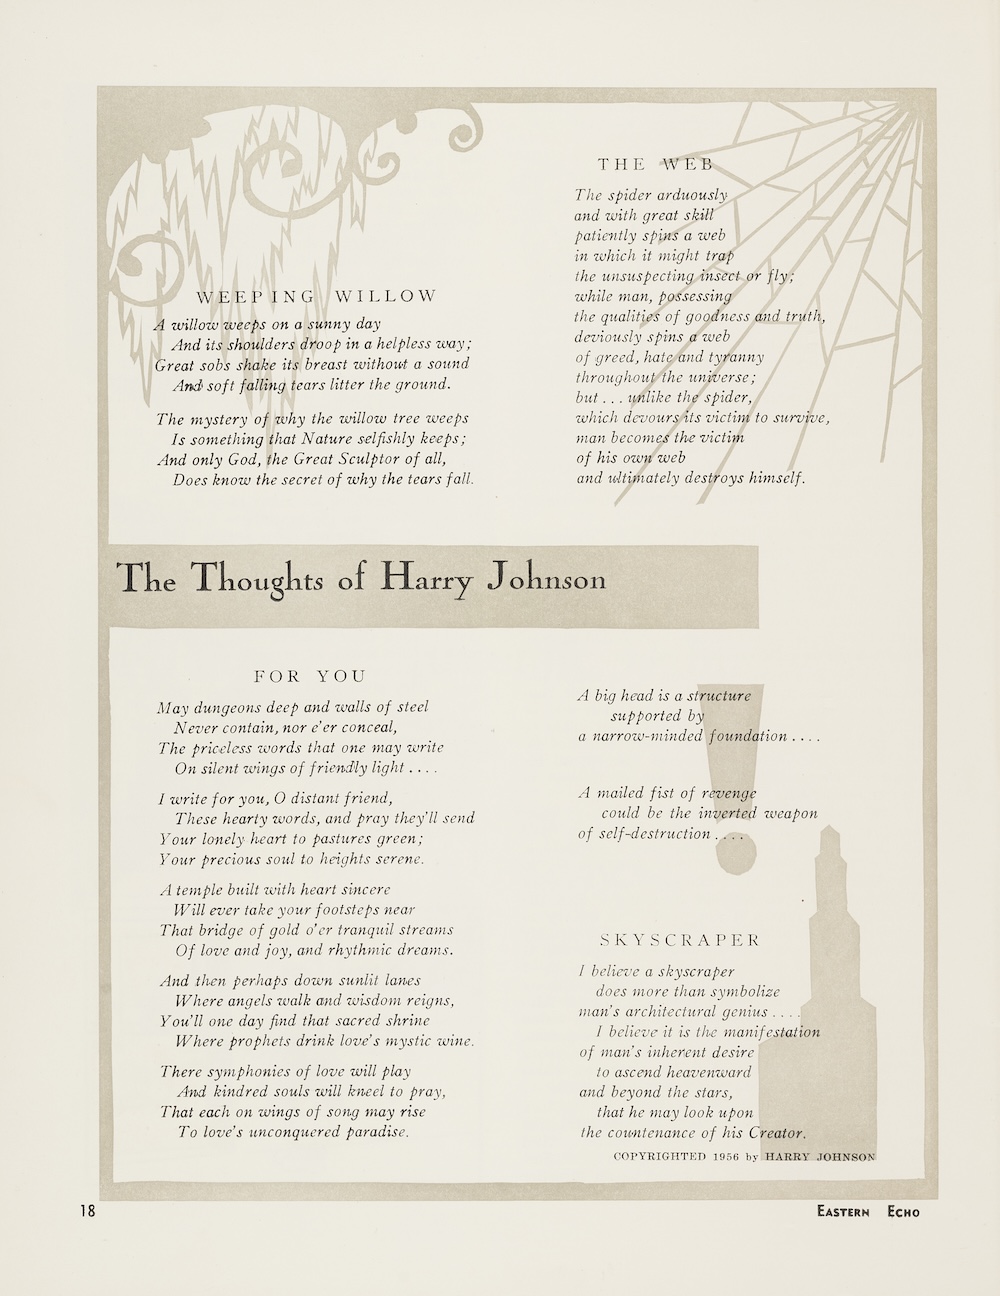 WEEPING WILLOW
A willow weeps on a sunny day
And its shoulders droop in a helpless way;
Great sobs shake its breast without a sound
And soft falling tears litter the ground.
The mystery of why the willow tree weeps
Is something that Nature selfishly keeps;
And only God, the Great Sculptor of all,
Does know the secret of why the tears fall.
THE WEB
The spider arduously
and with great skill
patiently spins a web
in which it might trap
the unsuspecting insect or fly;
while man, possessing
the qualities of goodness and truth,
deviously spins a web
of greed, hate and tyranny
throughout the universe;
but . . . unlike the spider,
which devours its victim to survive,
man becomes the victim
of his own web
and ultimately destroys himself.
The Thoughts of Harry Johnson
FOR YOU
May dungeons deep and walls of steel
Never contain, nor e'er conceal,
The priceless words that one may write
On silent wings of friendly light . . . .
I write for you, O distant friend,
These hearty words, and pray they'll send
Your lonely heart to pastures green;
Your precious soul to heights serene.
A temple built with heart sincere
Will ever take your footsteps near
That bridge of gold o'er tranquil streams
Of love and joy, and rhythmic dreams.
And then perhaps down sunlit lanes
Where angels walk and wisdom reigns,
You'll one day find that sacred shrine
Where prophets drink love's mystic wine.
There symphonies of love will play
And kindred souls will kneel to pray,
That each on wings of song may rise
To love's unconquered paradise.
A big head is a structure
supported by
a narrow-minded foundation . . . .
A mailed fist of revenge
could be the inverted weapon
of self-destruction . . . .
SKYSCRAPER
I believe a skyscraper
does more than symbolize
man's architectural genius . . . .
I believe it is the manifestation
of man's inherent desire
to ascend heavenward
and beyond the stars,
that he may look upon
the countenance of his Creator.
COPYRIGHTED 1956 by HARRY JOHNSON
18
EASTERN ECHO